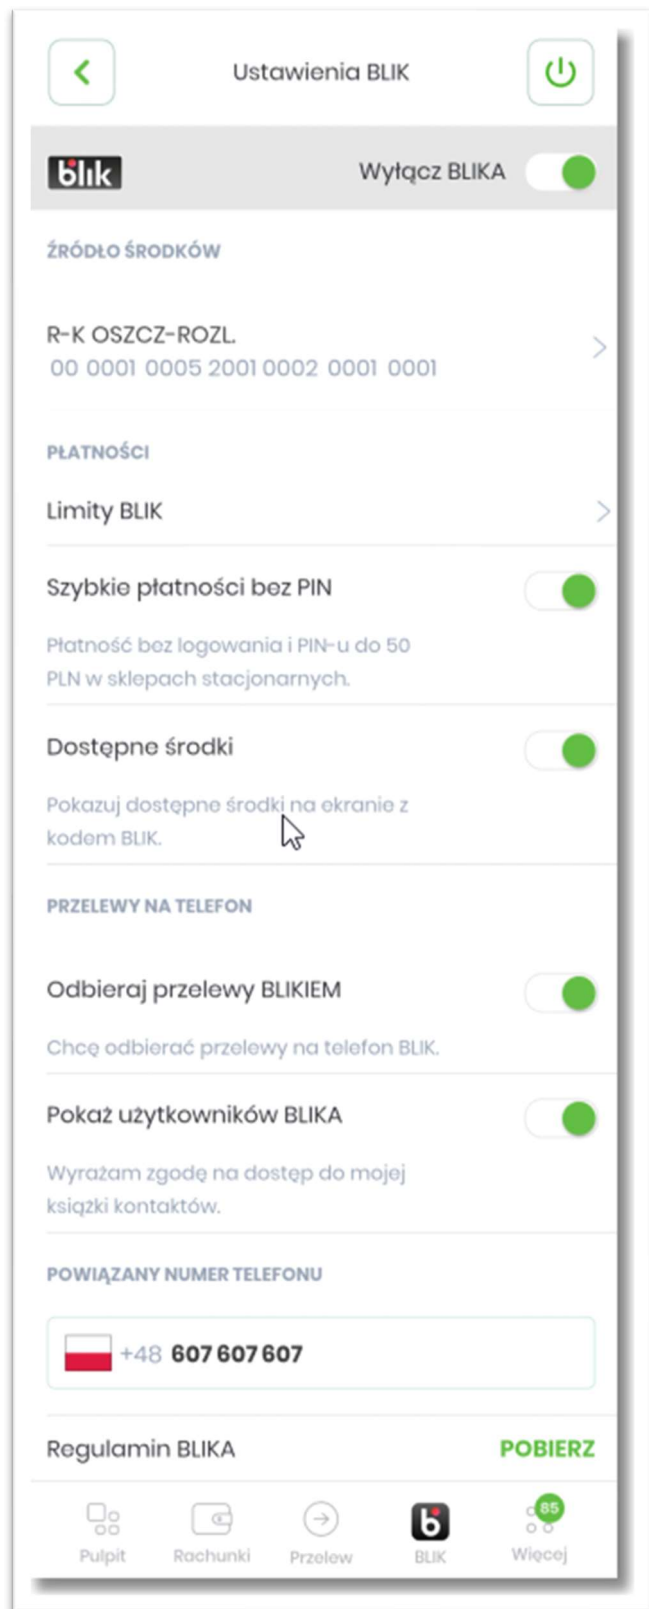 Ustawienia BLIK
blik
Wyłącz BLIKA
ŹRÓDŁO ŚRODKÓW
R-K OSZCZ-ROZL.
00 0001 0005 2001 0002 0001 0001
PŁATNOŚCI
Limity BLIK
Szybkie płatności bez PIN
Płatność bez logowania i PIN-u do 50
PLN w sklepach stacjonarnych.
Dostępne środki
Pokazuj dostępne środki na ekranie z
kodem BLIK.
PRZELEWY NA TELEFON
Odbieraj przelewy BLIKIEM
Chcę odbierać przelewy na telefon BLIK.
Pokaż użytkowników BLIKA
Wyrażam zgodę na dostęp do mojej
książki kontaktów.
POWIĄZANY NUMER TELEFONU
+48 607 607 607
Regulamin BLIKA POBIERZ
85
Pulpit Rachunki Przelew BLIK Więcej